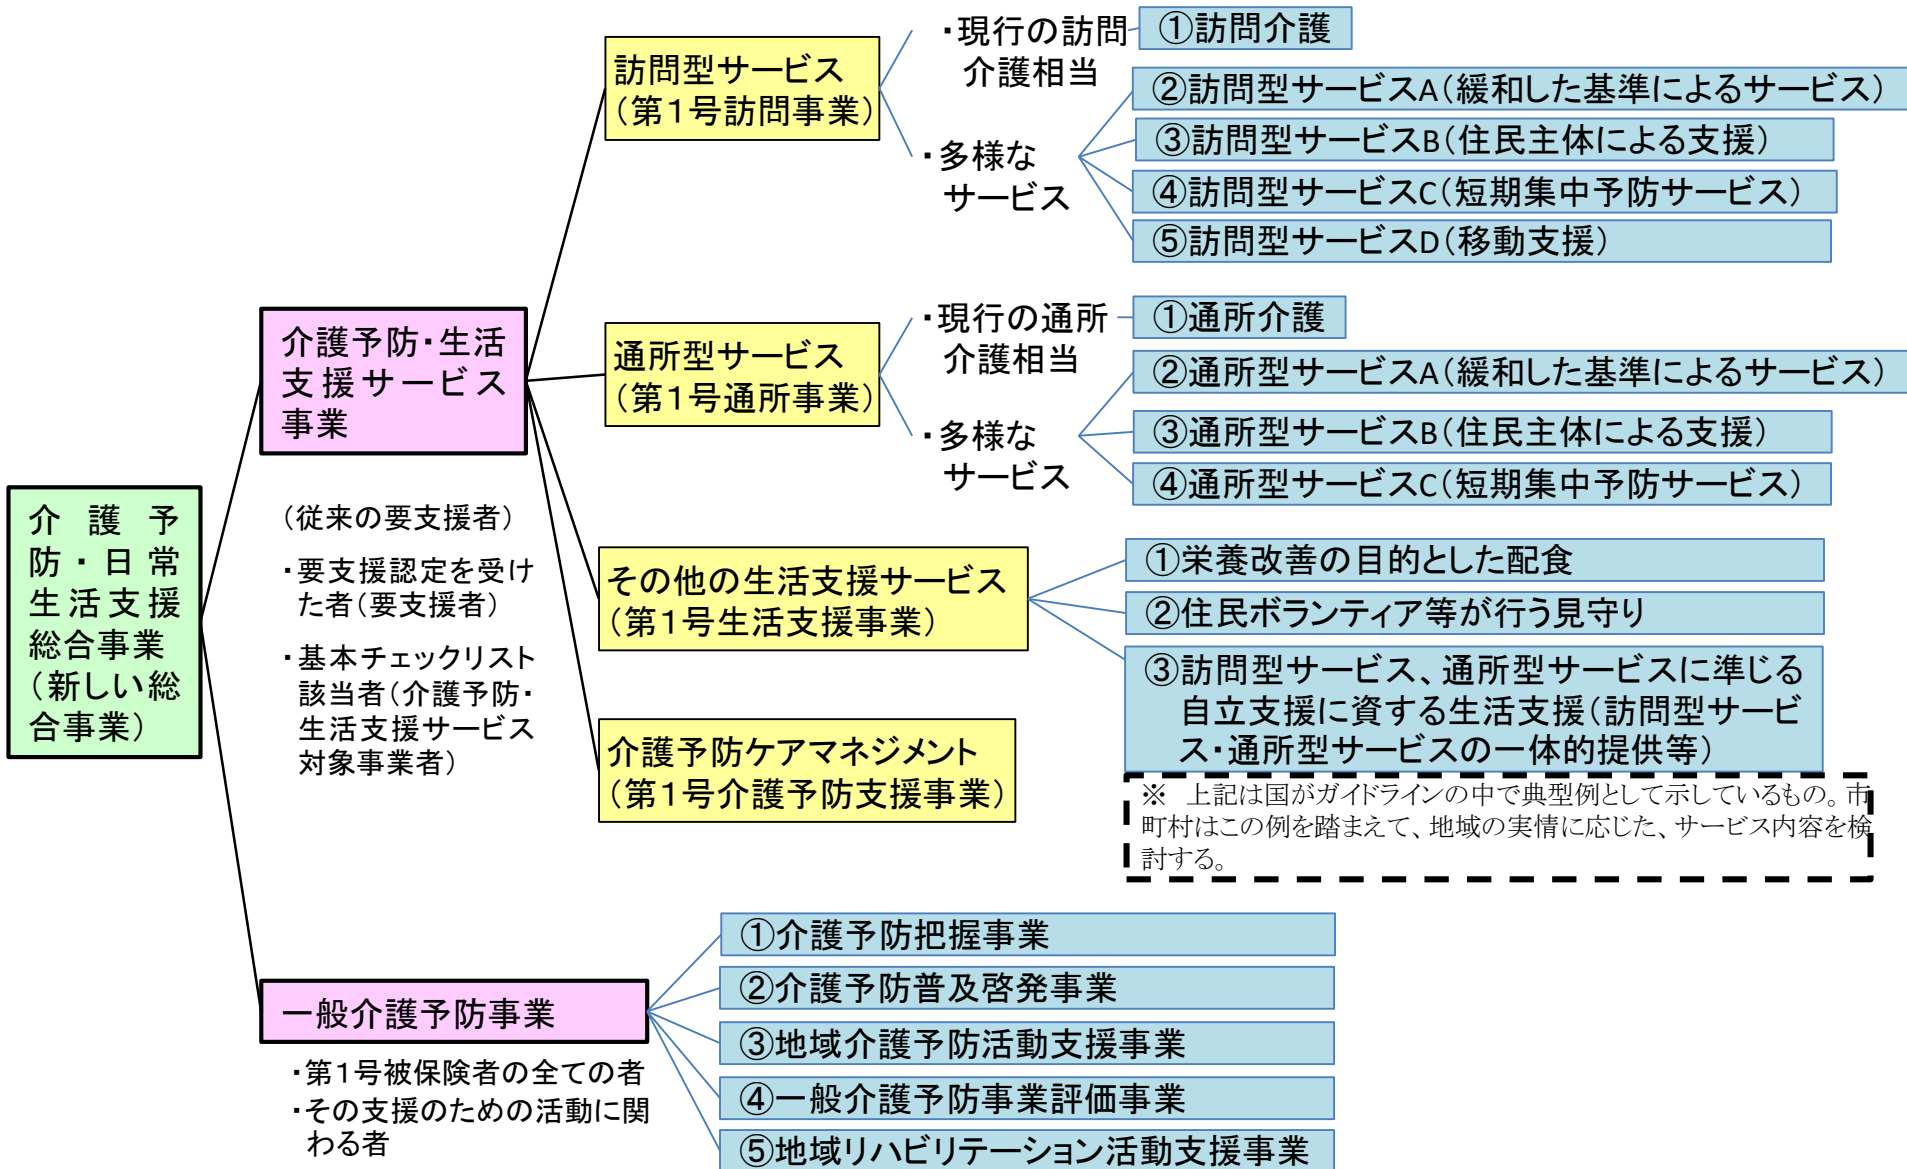 介護予
防・日常
生活支援
総合事業
(新しい総
合事業)
介護予防・生活
支援サービス
事業
(従来の要支援者)
・要支援認定を受け
た者(要支援者)
・基本チェックリスト
該当者(介護予防・
生活支援サービス
対象事業者)
訪問型サービス
(第1号訪問事業)
・現行の訪問
介護相当
①訪問介護
・多様な
サービス
②訪問型サービスA(緩和した基準によるサービス)
③訪問型サービスB(住民主体による支援)
④訪問型サービスC(短期集中予防サービス)
⑤訪問型サービスD(移動支援)
通所型サービス
(第1号通所事業)
・現行の通所
介護相当
①通所介護
・多様な
サービス
②通所型サービスA(緩和した基準によるサービス)
③通所型サービスB(住民主体による支援)
④通所型サービスC(短期集中予防サービス)
その他の生活支援サービス
(第1号生活支援事業)
①栄養改善の目的とした配食
②住民ボランティア等が行う見守り
③訪問型サービス、通所型サービスに準じる
自立支援に資する生活支援(訪問型サービ
ス・通所型サービスの一体的提供等)
介護予防ケアマネジメント
(第1号介護予防支援事業)
※ 上記は国がガイドラインの中で典型例として示しているもの。市
町村はこの例を踏まえて、地域の実情に応じた、サービス内容を検
討する。
一般介護予防事業
・第1号被保険者の全ての者
・その支援のための活動に関
わる者
①介護予防把握事業
②介護予防普及啓発事業
③地域介護予防活動支援事業
④一般介護予防事業評価事業
⑤地域リハビリテーション活動支援事業